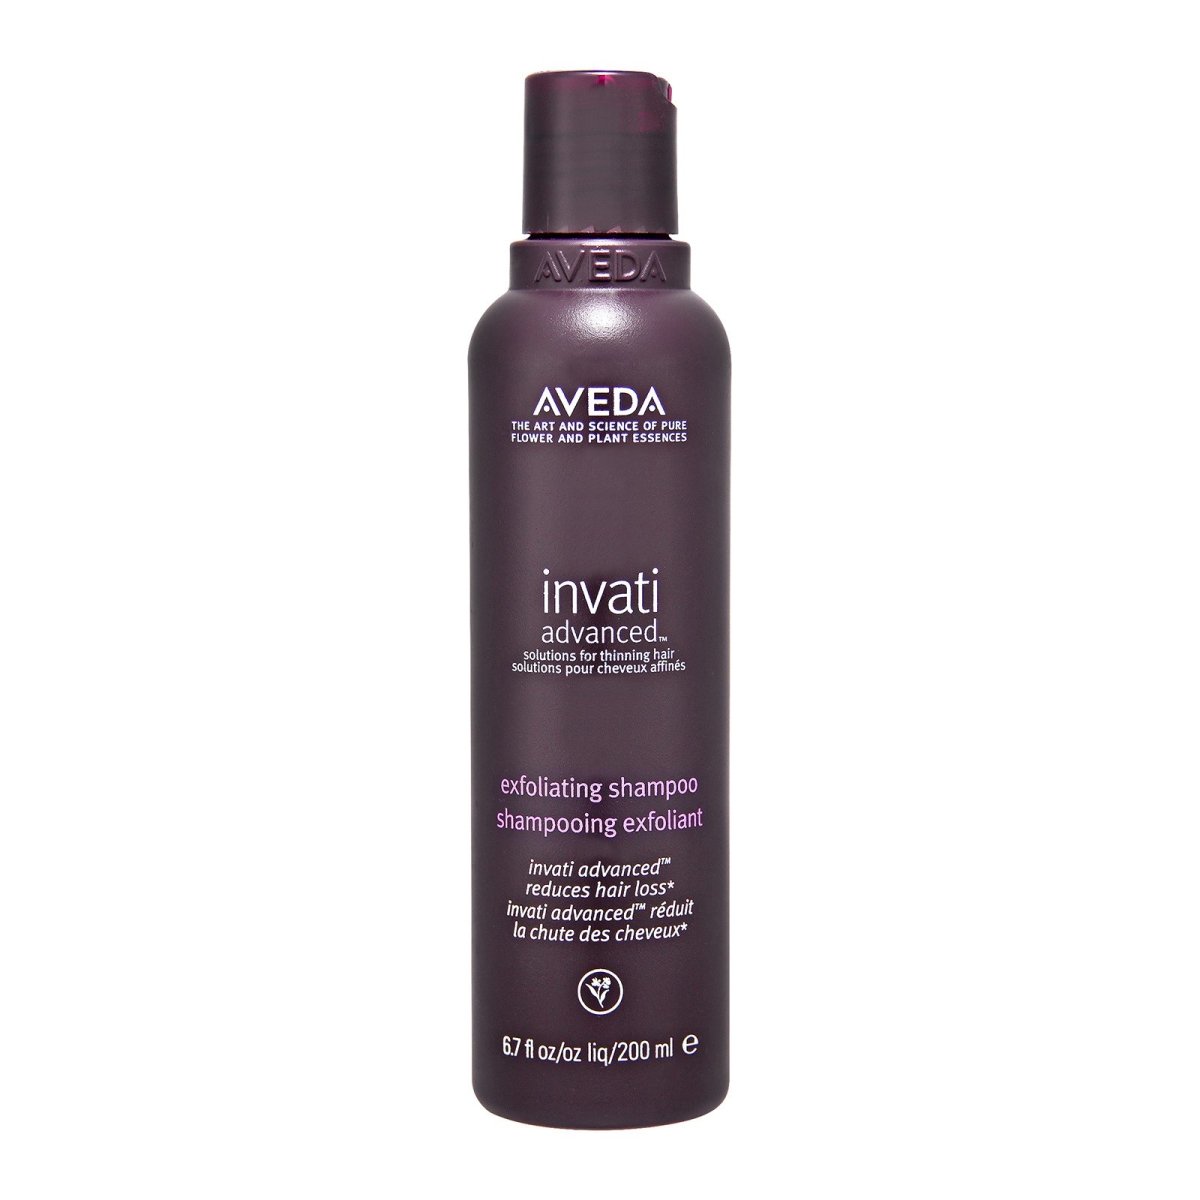 AVEDA
AVEDA
THE ART AND SCIENCE OF PURE
FLOWER AND PLANT ESSENCES
invati
advanced™
solutions for thinning hair
solutions pour cheveux affinés
exfoliating shampoo
shampooing exfoliant
invati advanced™
reduces hair loss*
invati advanced™ réduit
la chute des cheveux*
6.7 fl oz/oz liq/200 ml e